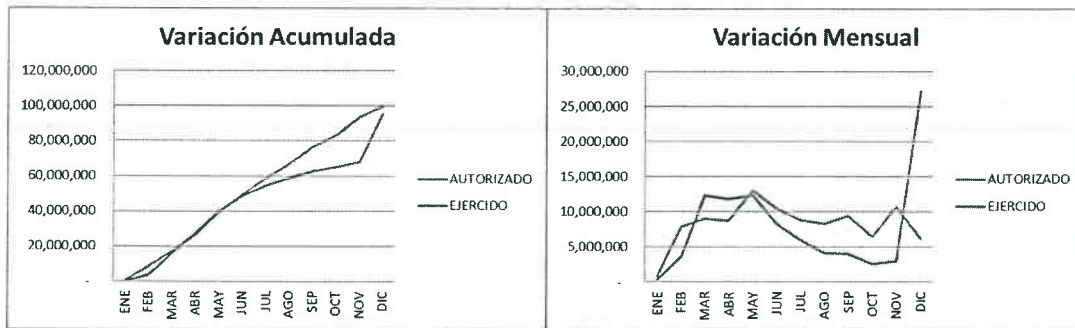 Variación Acumulada
120,000,000
100,000,000
80,000,000
60,000,000
40,000,000
20,000,000
-
ENE
FEB
MAR
ABR
MAY
JUN
JUL
AGO
SEP
OCT
NOV
DIC
AUTORIZADO
EJERCIDO
Variación Mensual
30,000,000
25,000,000
20,000,000
15,000,000
10,000,000
5,000,000
-
ENE
FEB
MAR
ABR
MAY
JUN
JUL
AGO
SEP
OCT
NOV
DIC
AUTORIZADO
EJERCIDO